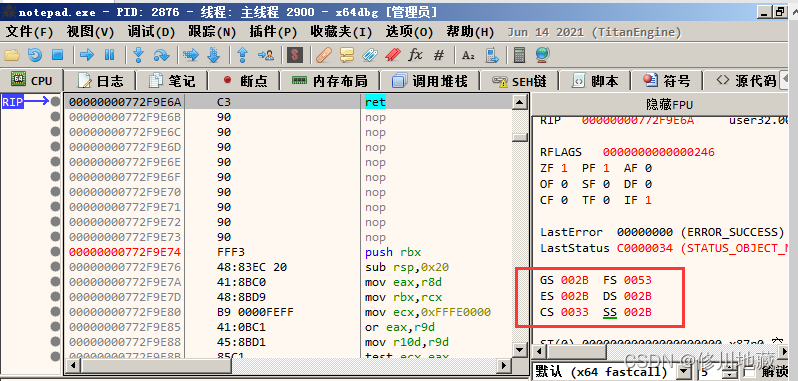 notepad.exe - PID: 2876 - 线程: 主线程 2900 - x64dbg [管理员]
文件(F) 视图(V) 调试(D) 跟踪(N) 插件(P) 收藏夹(I) 选项(O) 帮助(H) Jun 14 2021 (TitanEngine)
CPU 日志 笔记 断点 内存布局 调用堆栈 SEH链 脚本 符号 源代码
隐藏FPU
RIP 00000000772F9E6A C3 ret
00000000772F9E6B 90 nop
00000000772F9E6C 90 nop
00000000772F9E6D 90 nop
00000000772F9E6E 90 nop
00000000772F9E6F 90 nop
00000000772F9E70 90 nop
00000000772F9E71 90 nop
00000000772F9E72 90 nop
00000000772F9E73 90 nop
00000000772F9E74 FFF3 push rbx
00000000772F9E76 48:83EC 20 sub rsp,0x20
00000000772F9E7A 41:8BC0 mov eax,r8d
00000000772F9E7D 48:8BD9 mov rbx,rcx
00000000772F9E80 B9 0000FEFF mov ecx,0xFFFE0000
00000000772F9E85 41:0BC1 or eax,r9d
00000000772F9E88 45:8BD1 mov r10d,r9d
85C1 test ecx,eax
RIP 00000000772F9E6A user32.00
RFLAGS 0000000000000246
ZF 1 PF 1 AF 0
OF 0 SF 0 DF 0
CF 0 TF 0 IF 1
LastError 00000000 (ERROR_SUCCESS)
LastStatus C0000034 (STATUS_OBJECT_N
GS 002B FS 0053
ES 002B DS 002B
CS 0033 SS 002B
默认 (x64 fastcall) 5 解锁
CSDN @修川地藏